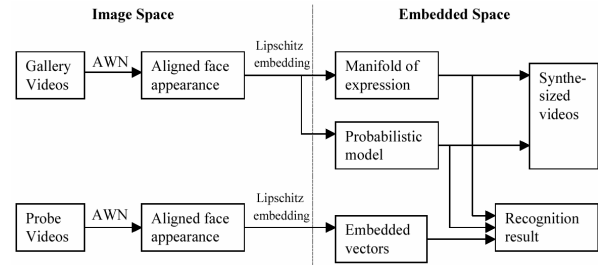 Image Space
Embedded Space
Gallery
Videos
AWN
Aligned face
appearance
Lipschitz
embedding
Manifold of
expression
Synthe-
sized
videos
Probabilistic
model
Probe
Videos
AWN
Aligned face
appearance
Lipschitz
embedding
Embedded
vectors
Recognition
result